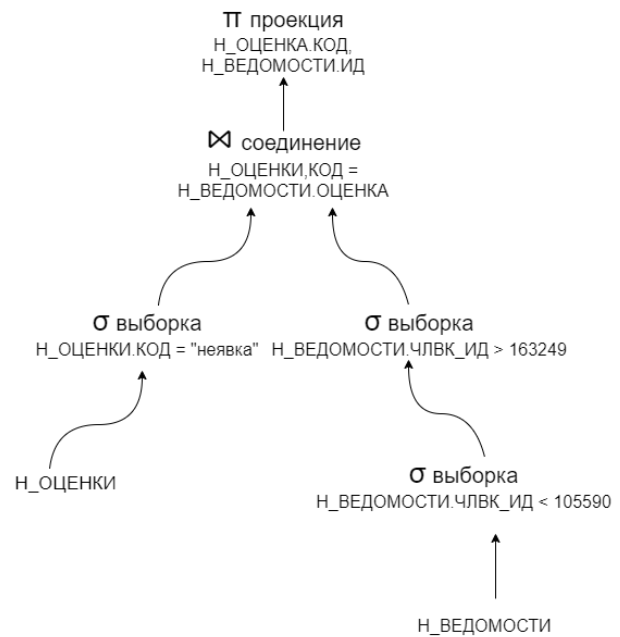 π проекция
Н_ОЦЕНКА.КОД,
Н_ВЕДОМОСТИ.ИД
⋈ соединение
Н_ОЦЕНКИ,КОД =
Н_ВЕДОМОСТИ.ОЦЕНКА
σ выборка
Н_ОЦЕНКИ.КОД = "неявка"
σ выборка
Н_ВЕДОМОСТИ.ЧЛВК_ИД > 163249
Н_ОЦЕНКИ
σ выборка
Н_ВЕДОМОСТИ.ЧЛВК_ИД < 105590
Н_ВЕДОМОСТИ